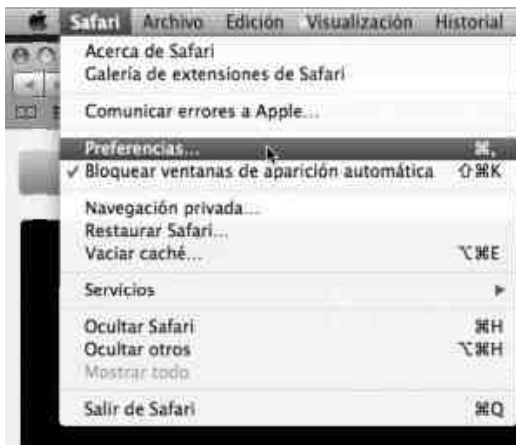 Safari Archivo Edición Visualización Historial
Acerca de Safari
Galería de extensiones de Safari
Comunicar errores a Apple...
Preferencias... ⌘,
✓ Bloquear ventanas de aparición automática ⇧⌘K
Navegación privada...
Restaurar Safari...
Vaciar caché... ⌥⌘E
Servicios ▶
Ocultar Safari ⌘H
Ocultar otros ⌥⌘H
Mostrar todo
Salir de Safari ⌘Q